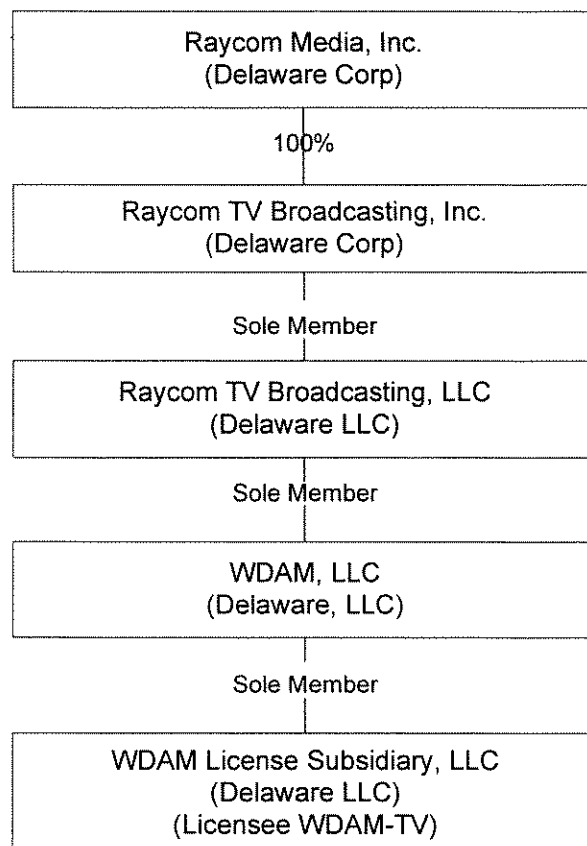 Raycom Media, Inc.
(Delaware Corp)
100%
Raycom TV Broadcasting, Inc.
(Delaware Corp)
Sole Member
Raycom TV Broadcasting, LLC
(Delaware LLC)
Sole Member
WDAM, LLC
(Delaware, LLC)
Sole Member
WDAM License Subsidiary, LLC
(Delaware LLC)
(Licensee WDAM-TV)